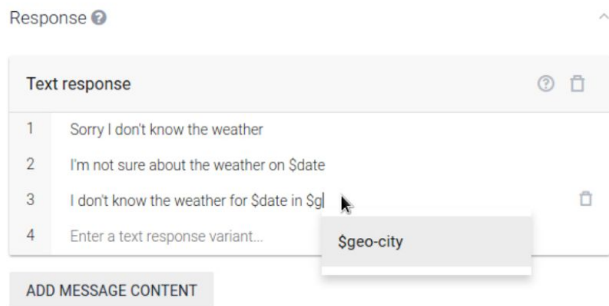 Response
Text response
1 Sorry I don't know the weather
2 I'm not sure about the weather on $date
3 I don't know the weather for $date in $g
4 Enter a text response variant...
$geo-city
ADD MESSAGE CONTENT